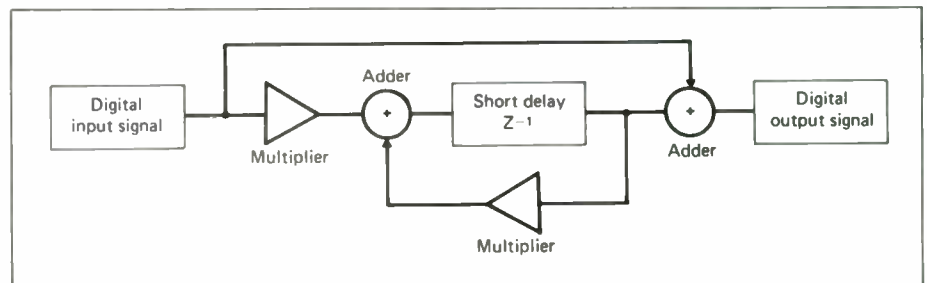 Digital
input signal
Multiplier
Adder
+
Short delay
Z-1
Multiplier
+
Adder
Digital
output signal